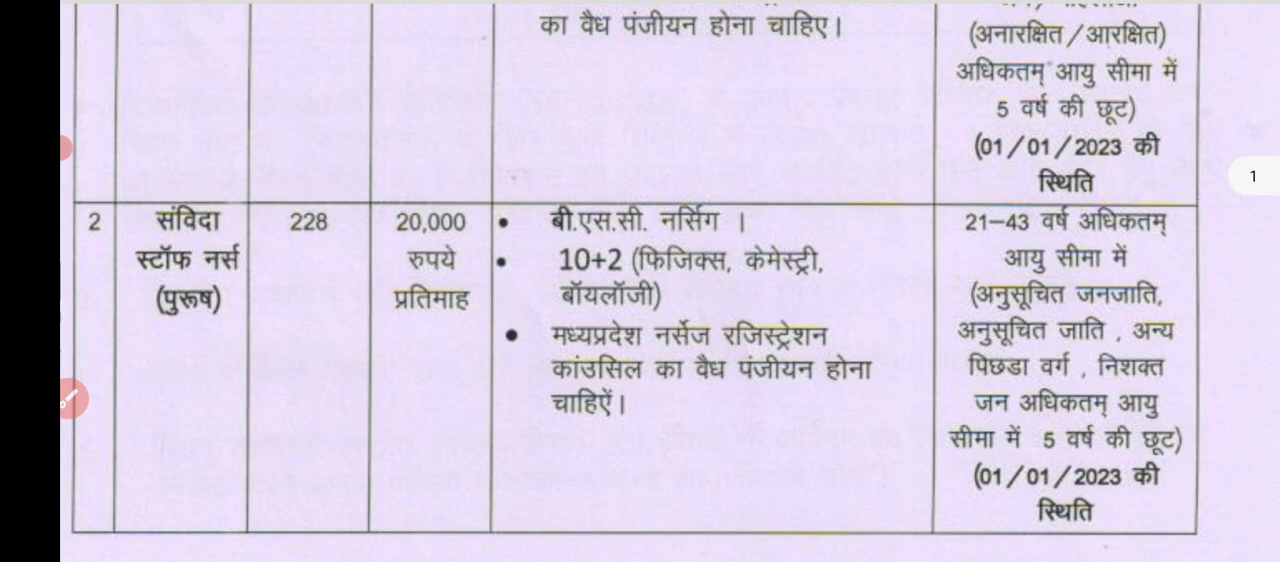 का वैध पंजीयन होना चाहिए।
(अनारक्षित/आरक्षित)
अधिकतम् आयु सीमा में
5 वर्ष की छूट)
(01/01/2023 की
स्थिति
2
संविदा
स्टॉफ नर्स
(पुरूष)
228
20,000
रुपये
प्रतिमाह
• बी.एस.सी. नर्सिग ।
• 10+2 (फिजिक्स, केमेस्ट्री,
बॉयलॉजी)
• मध्यप्रदेश नर्सेज रजिस्ट्रेशन
कांउसिल का वैध पंजीयन होना
चाहिऐं।
21–43 वर्ष अधिकतम्
आयु सीमा में
(अनुसूचित जनजाति,
अनुसूचित जाति , अन्य
पिछडा वर्ग , निशक्त
जन अधिकतम् आयु
सीमा में 5 वर्ष की छूट)
(01/01/2023 की
स्थिति
1